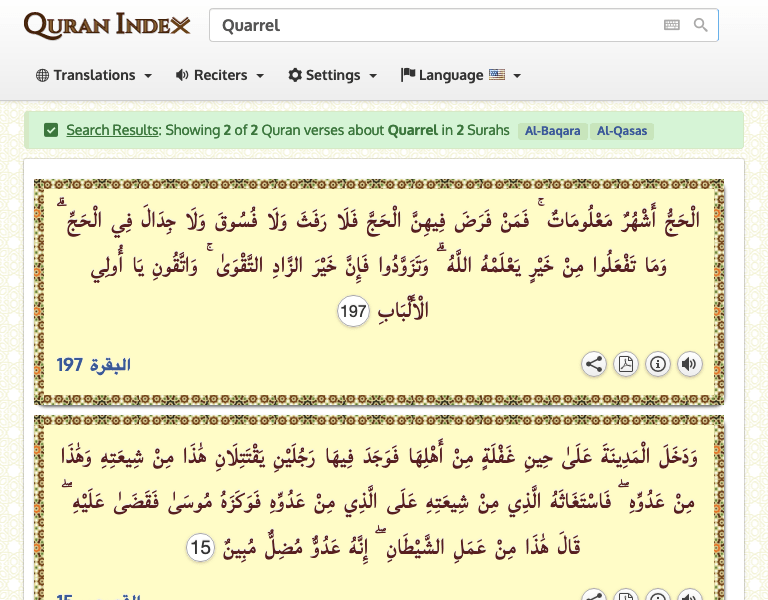 QURAN INDEX
Quarrel
Translations Reciters Settings Language
Search Results: Showing 2 of 2 Quran verses about Quarrel in 2 Surahs Al-Baqara Al-Qasas
الْحَجُّ أَشْهُرٌ مَعْلُومَاتٌ ۚ فَمَنْ فَرَضَ فِيهِنَّ الْحَجَّ فَلَا رَفَثَ وَلَا فُسُوقَ وَلَا جِدَالَ فِي الْحَجِّ ۗ
وَمَا تَفْعَلُوا مِنْ خَيْرٍ يَعْلَمْهُ اللَّهُ ۗ وَتَزَوَّدُوا فَإِنَّ خَيْرَ الزَّادِ التَّقْوَىٰ ۚ وَاتَّقُونِ يَا أُولِي
الْأَلْبَابِ 197
البقرة 197
وَدَخَلَ الْمَدِينَةَ عَلَىٰ حِينِ غَفْلَةٍ مِنْ أَهْلِهَا فَوَجَدَ فِيهَا رَجُلَيْنِ يَقْتَتِلَانِ هَٰذَا مِنْ شِيعَتِهِ وَهَٰذَا
مِنْ عَدُوِّهِ ۖ فَاسْتَغَاثَهُ الَّذِي مِنْ شِيعَتِهِ عَلَى الَّذِي مِنْ عَدُوِّهِ فَوَكَزَهُ مُوسَىٰ فَقَضَىٰ عَلَيْهِ ۖ
قَالَ هَٰذَا مِنْ عَمَلِ الشَّيْطَانِ ۖ إِنَّهُ عَدُوٌّ مُضِلٌّ مُبِينٌ 15
15